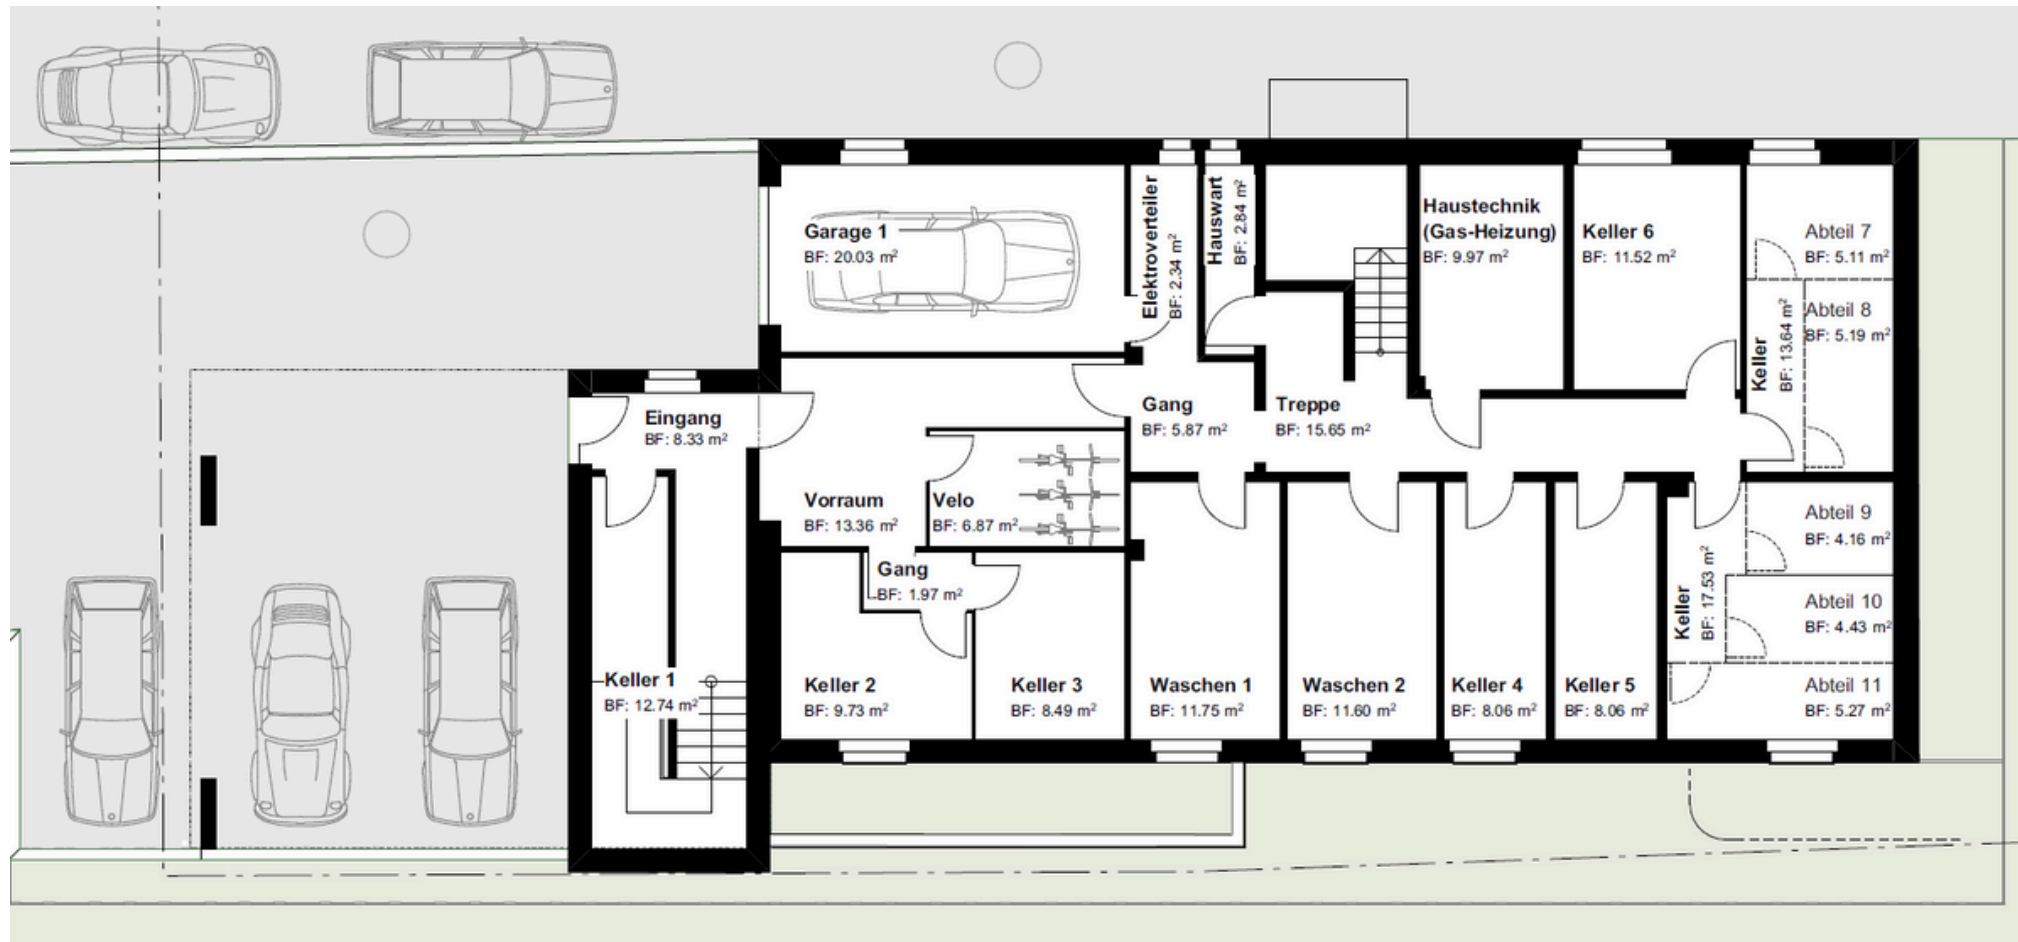 Garage 1
BF: 20.03 m²
Elektroverteiler
BF: 2.34 m²
Hauswart
BF: 2.84 m²
Haustechnik
(Gas-Heizung)
BF: 9.97 m²
Keller 6
BF: 11.52 m²
Abteil 7
BF: 5.11 m²
Abteil 8
BF: 5.19 m²
Keller
BF: 13.64 m²
Eingang
BF: 8.33 m²
Gang
BF: 5.87 m²
Treppe
BF: 15.65 m²
Vorraum
BF: 13.36 m²
Velo
BF: 6.87 m²
Gang
BF: 1.97 m²
Abteil 9
BF: 4.16 m²
Keller
BF: 17.53 m²
Abteil 10
BF: 4.43 m²
Keller 1
BF: 12.74 m²
Keller 2
BF: 9.73 m²
Keller 3
BF: 8.49 m²
Waschen 1
BF: 11.75 m²
Waschen 2
BF: 11.60 m²
Keller 4
BF: 8.06 m²
Keller 5
BF: 8.06 m²
Abteil 11
BF: 5.27 m²